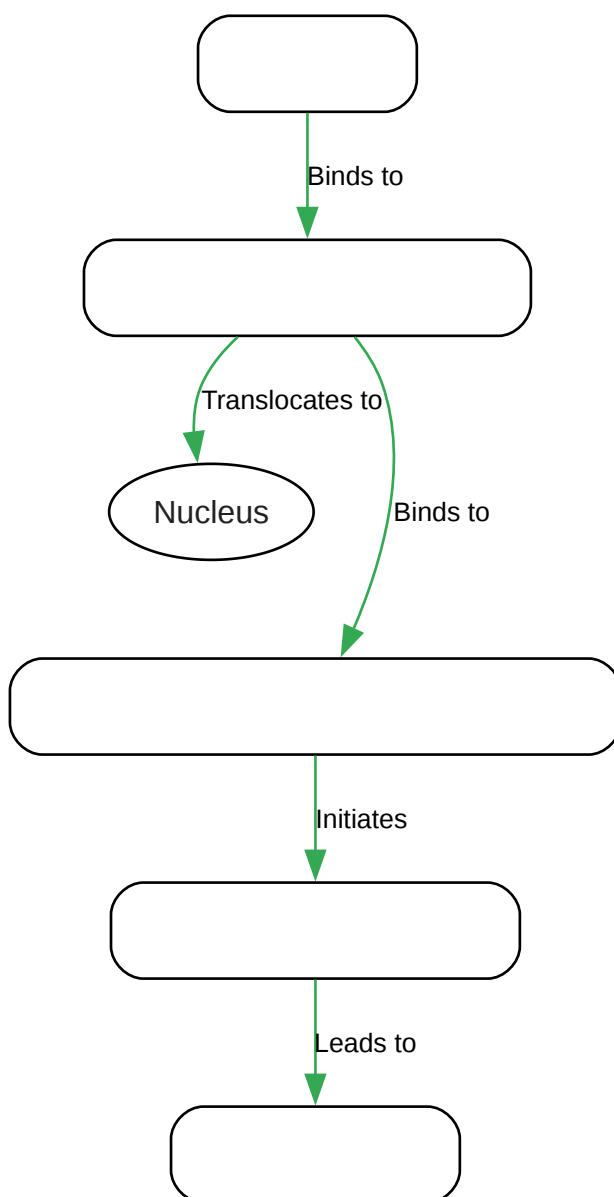 Binds to
Translocates to
Nucleus
Binds to
Initiates
Leads to